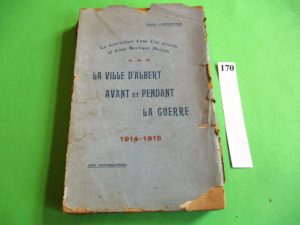 La Destruction d'une Cité picarde
et d'une Basilique Mariale
LA VILLE D'ALBERT
AVANT ET PENDANT
LA GUERRE
1914-1915
170